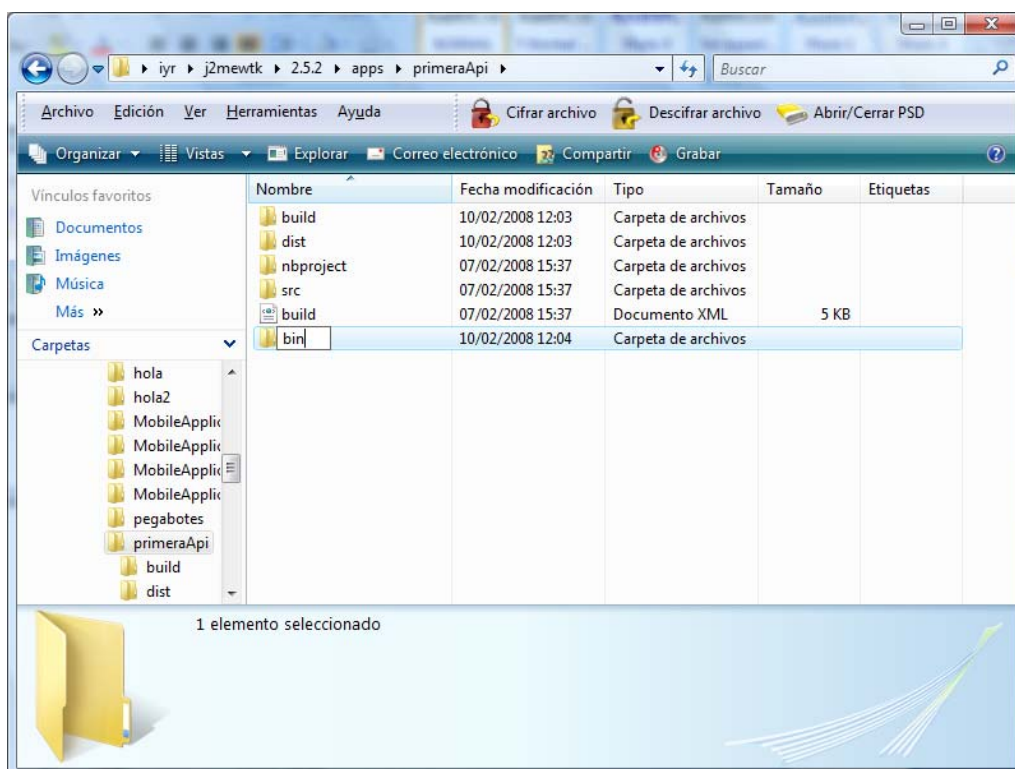 iyr ▸ j2mewtk ▸ 2.5.2 ▸ apps ▸ primeraApi ▸ Buscar
Archivo Edición Ver Herramientas Ayuda Cifrar archivo Descifrar archivo Abrir/Cerrar PSD
Organizar Vistas Explorar Correo electrónico Compartir Grabar ?
Vínculos favoritos
Documentos
Imágenes
Música
Más »
Carpetas
hola
hola2
MobileApplic
MobileApplic
MobileApplic
MobileApplic
pegabotes
primeraApi
build
dist
Nombre Fecha modificación Tipo Tamaño Etiquetas
build 10/02/2008 12:03 Carpeta de archivos
dist 10/02/2008 12:03 Carpeta de archivos
nbproject 07/02/2008 15:37 Carpeta de archivos
src 07/02/2008 15:37 Carpeta de archivos
build 07/02/2008 15:37 Documento XML 5 KB
bin 10/02/2008 12:04 Carpeta de archivos
1 elemento seleccionado